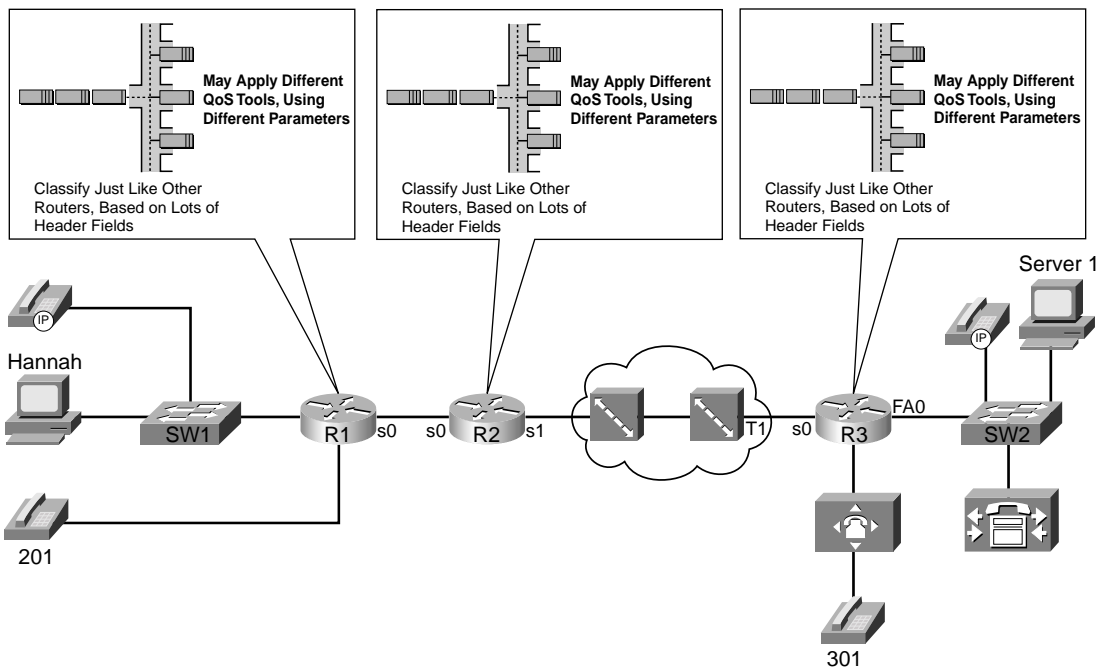 May Apply Different
QoS Tools, Using
Different Parameters
Classify Just Like Other
Routers, Based on Lots of
Header Fields
May Apply Different
QoS Tools, Using
Different Parameters
Classify Just Like Other
Routers, Based on Lots of
Header Fields
May Apply Different
QoS Tools, Using
Different Parameters
Classify Just Like Other
Routers, Based on Lots of
Header Fields
Server 1
IP
IP
Hannah
SW1
R1
s0
s0
R2
s1
T1
s0
R3
FA0
SW2
201
301